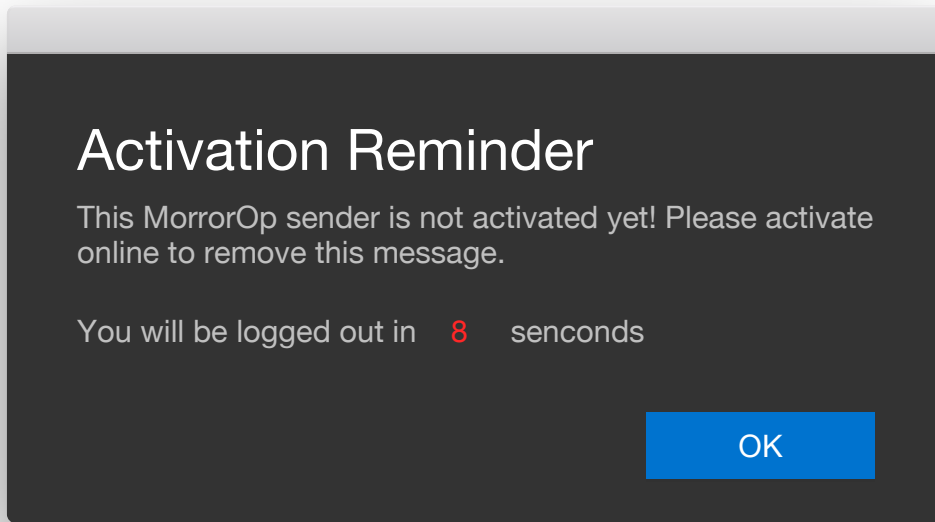 Activation Reminder
This MorrorOp sender is not activated yet! Please activate
online to remove this message.
You will be logged out in 8 senconds
OK